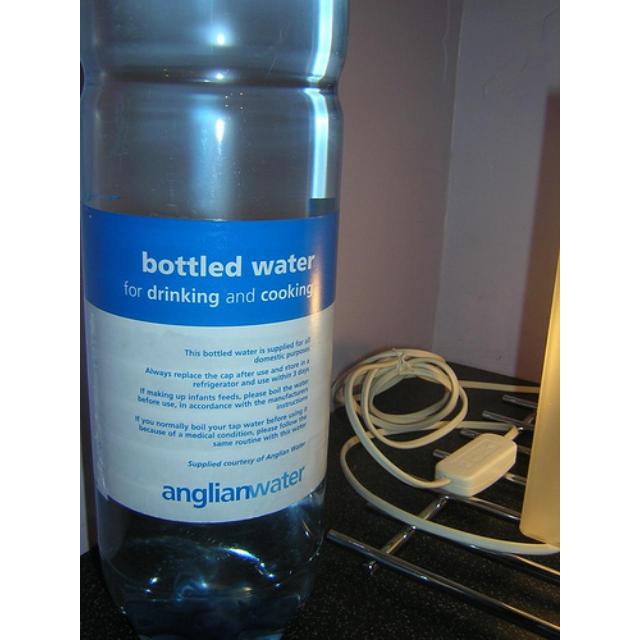 bottled water
for drinking and cooking
This bottled water is supplied for all
domestic purposes
Always replace the cap after use and store in a
refrigerator and use within 3 days
If making up infants feeds, please boil the water
before use, in accordance with the manufacturers
instructions
If you normally boil your tap water before using it
because of a medical condition, please follow the
same routine with this water
Supplied courtesy of Anglian Water
anglianwater